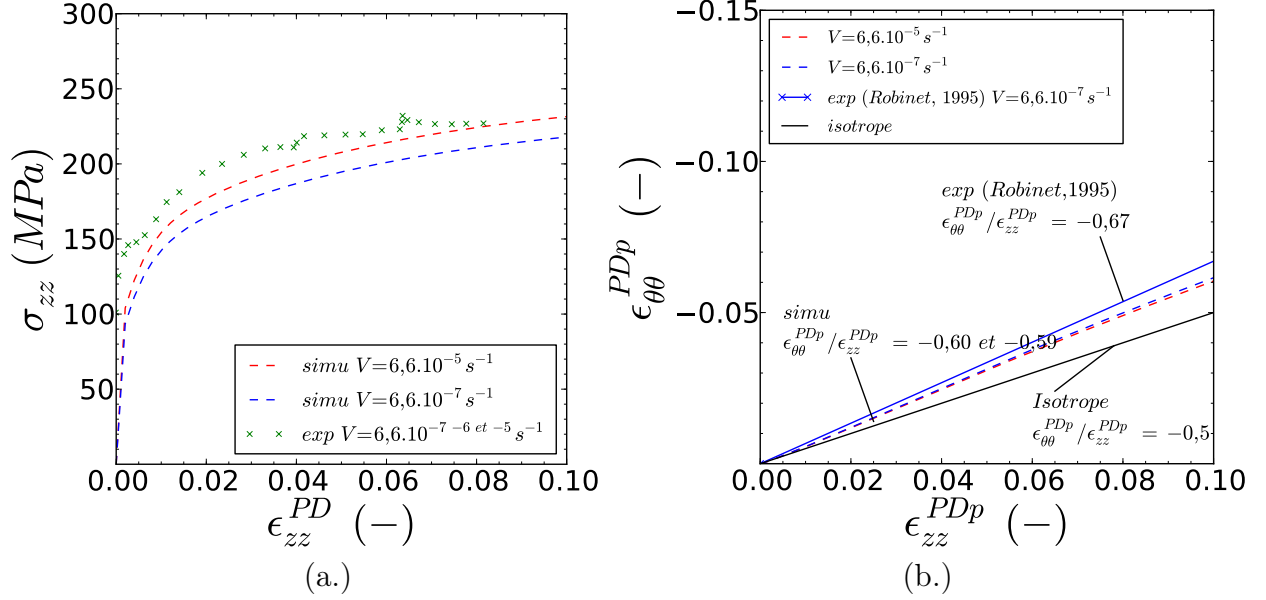 300
250
200
150
100
50
0.00 0.02 0.04 0.06 0.08 0.10
σ_zz (MPa)
ϵ_zz^PD (−)
simu V=6,6.10^−5 s^−1
simu V=6,6.10^−7 s^−1
exp V=6,6.10^−7 −6 et −5 s^−1
(a.)
−0.15
−0.10
−0.05
0.00 0.02 0.04 0.06 0.08 0.10
ϵ_θθ^PDp (−)
ϵ_zz^PDp (−)
V=6,6.10^−5 s^−1
V=6,6.10^−7 s^−1
exp (Robinet, 1995) V=6,6.10^−7 s^−1
isotrope
exp (Robinet,1995)
ϵ_θθ^PDp/ϵ_zz^PDp = −0,67
simu
ϵ_θθ^PDp/ϵ_zz^PDp = −0,60 et −0,59
Isotrope
ϵ_θθ^PDp/ϵ_zz^PDp = −0,5
(b.)